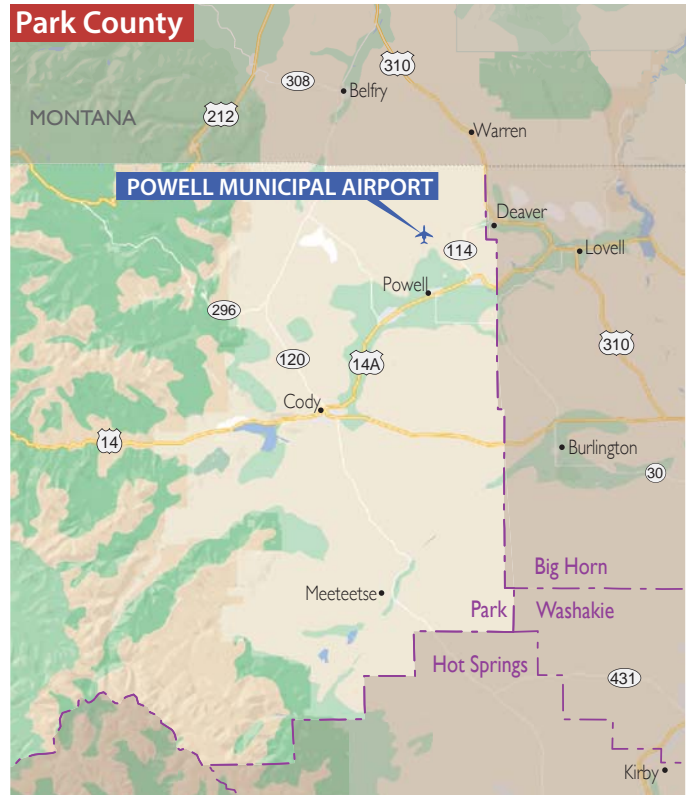 Park County
310
308
Belfry
MONTANA
212
Warren
POWELL MUNICIPAL AIRPORT
Deaver
114
Lovell
Powell
296
120
14A
310
Cody
14
Burlington
30
Big Horn
Meeteetse
Park
Washakie
Hot Springs
431
Kirby